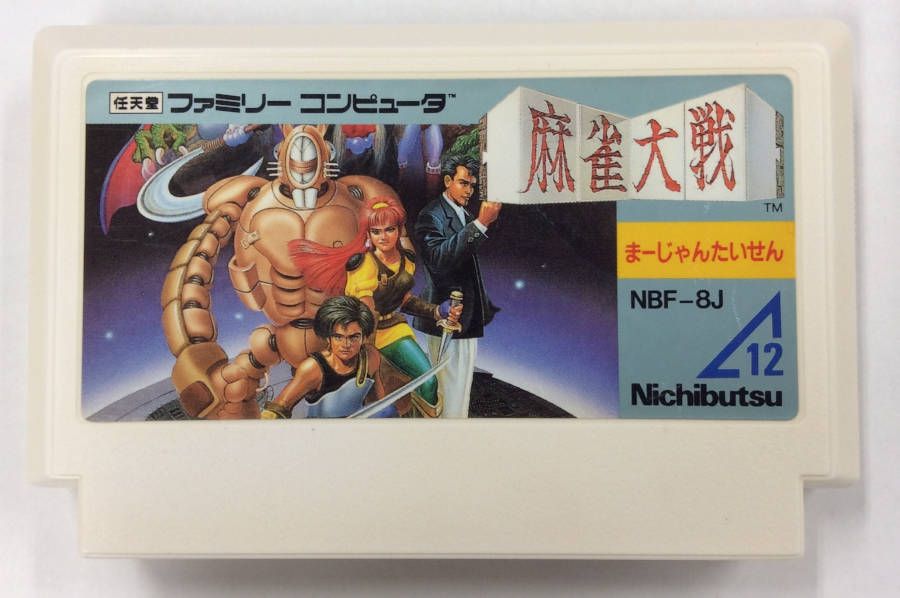 任天堂 ファミリー コンピュータ™
麻雀大戦
TM
まーじゃんたいせん
NBF-8J
12
Nichibutsu